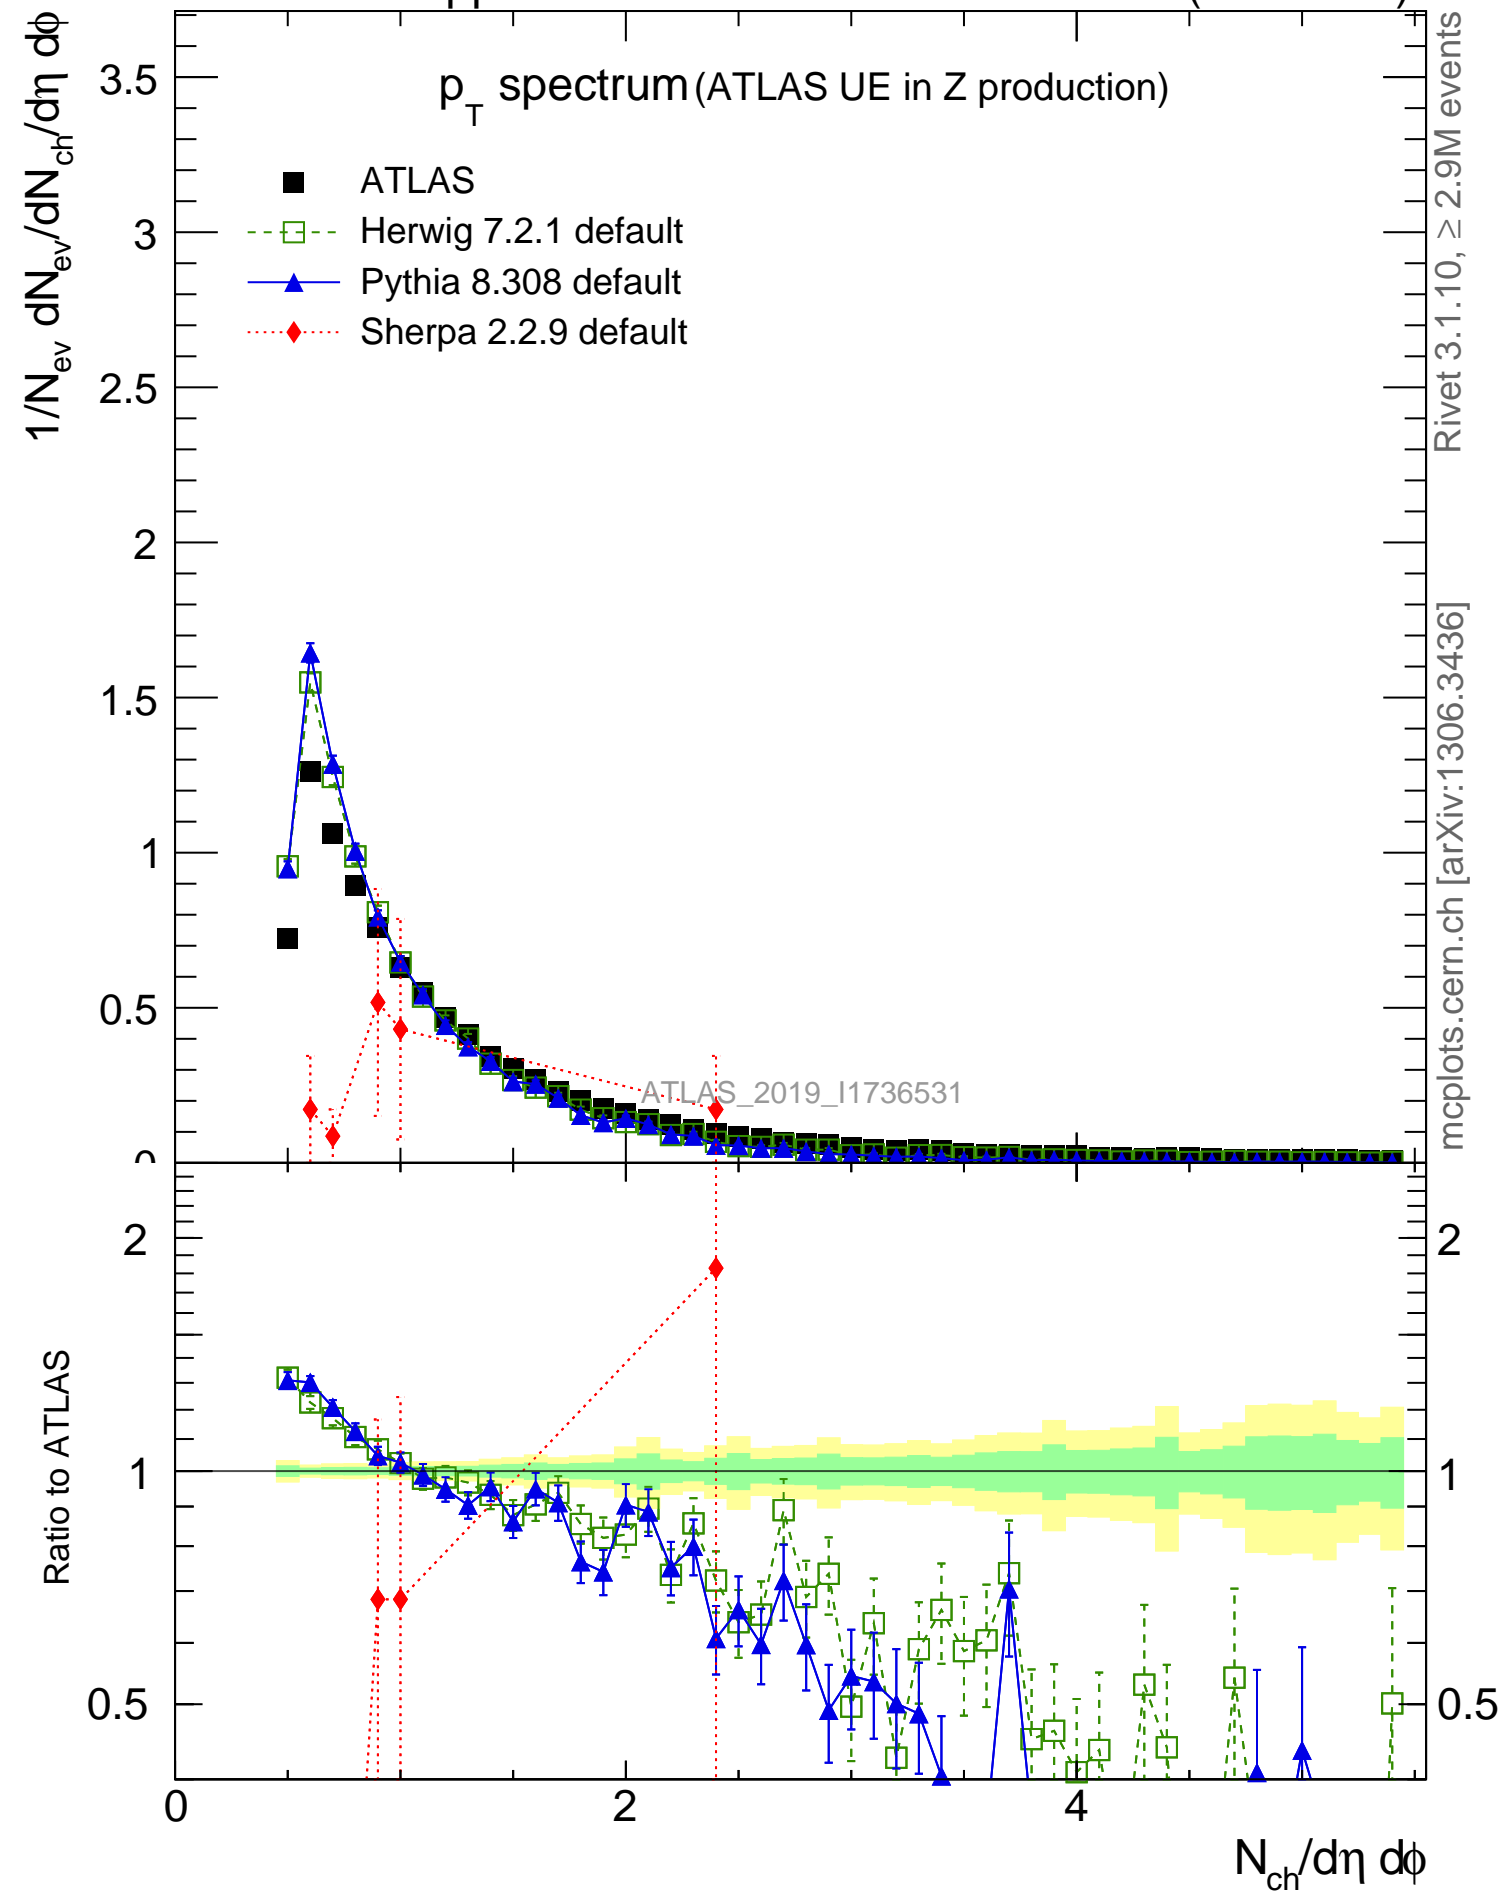 p_T spectrum (ATLAS UE in Z production)
ATLAS
Herwig 7.2.1 default
Pythia 8.308 default
Sherpa 2.2.9 default
1/N_ev dN_ev/dN_ch/dη dϕ
3.5
3
2.5
2
1.5
1
0.5
0
ATLAS_2019_I1736531
Rivet 3.1.10, ≥ 2.9M events
mcplots.cern.ch [arXiv:1306.3436]
Ratio to ATLAS
2
1
0.5
2
1
0.5
0
2
4
N_ch/dη dϕ